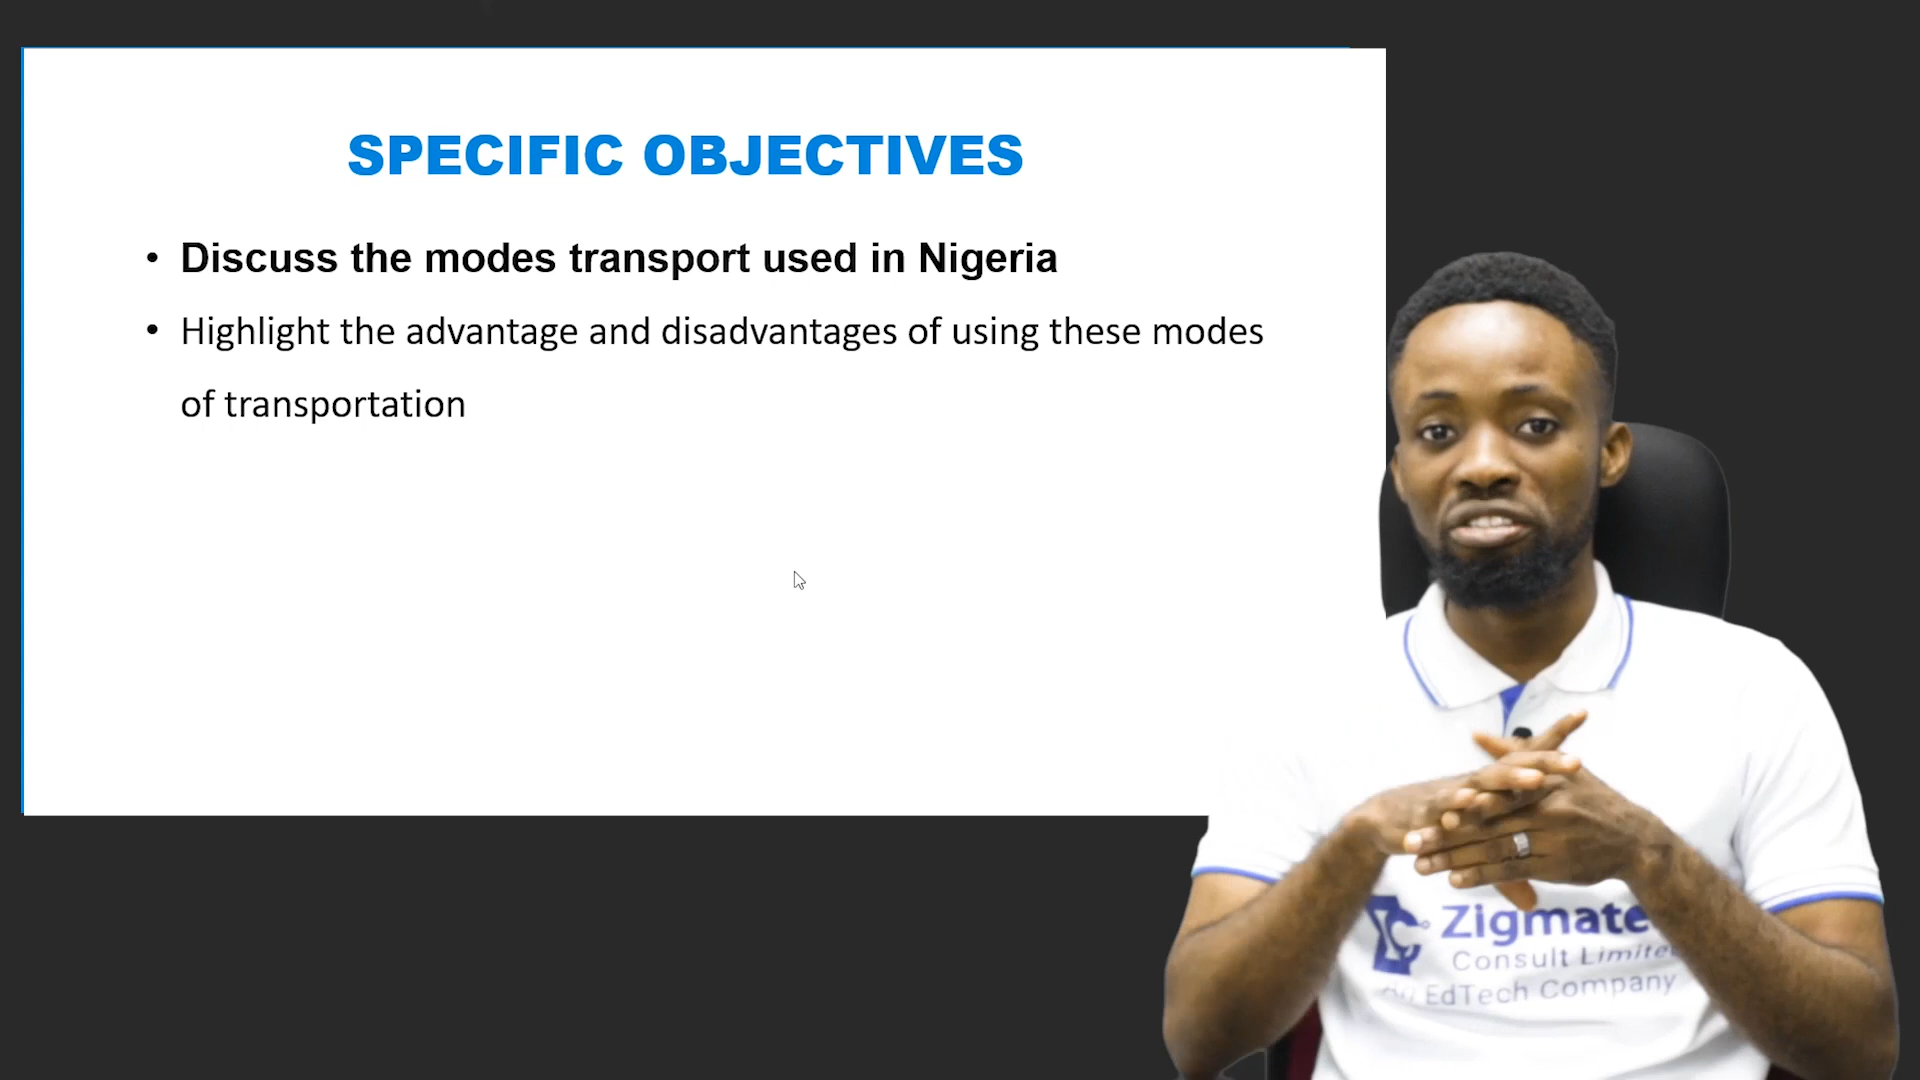 SPECIFIC OBJECTIVES
• Discuss the modes transport used in Nigeria
• Highlight the advantage and disadvantages of using these modes
of transportation
Zigmate
Consult Limite
EdTech Company